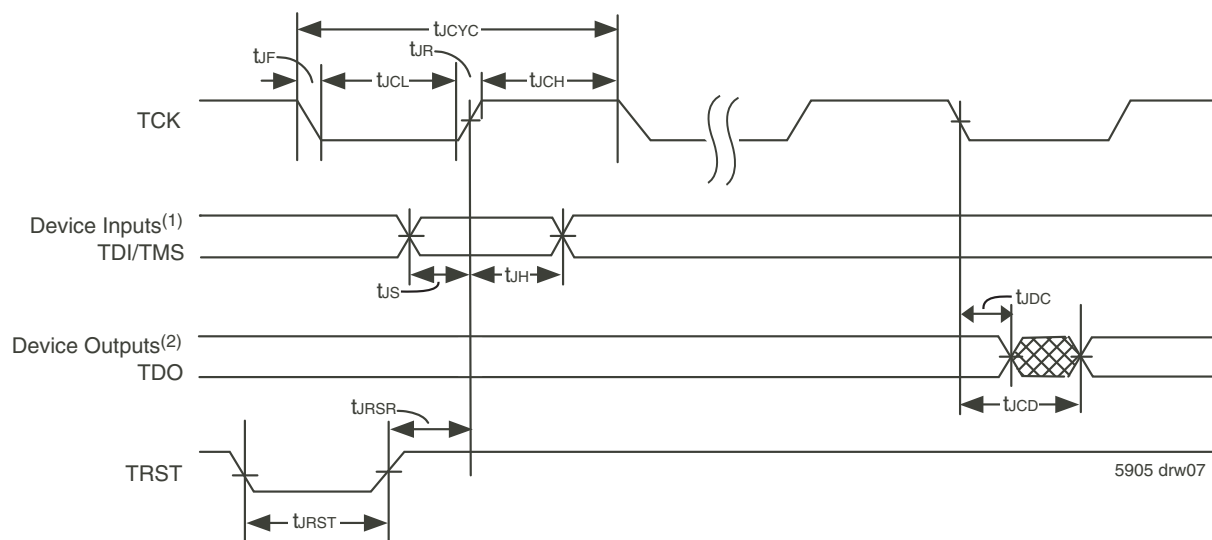 tJCYC
tJF
tJR
tJCL
tJCH
TCK
Device Inputs(1)
TDI/TMS
tJS
tJH
tJDC
Device Outputs(2)
TDO
tJCD
tJRSR
TRST
5905 drw07
tJRST